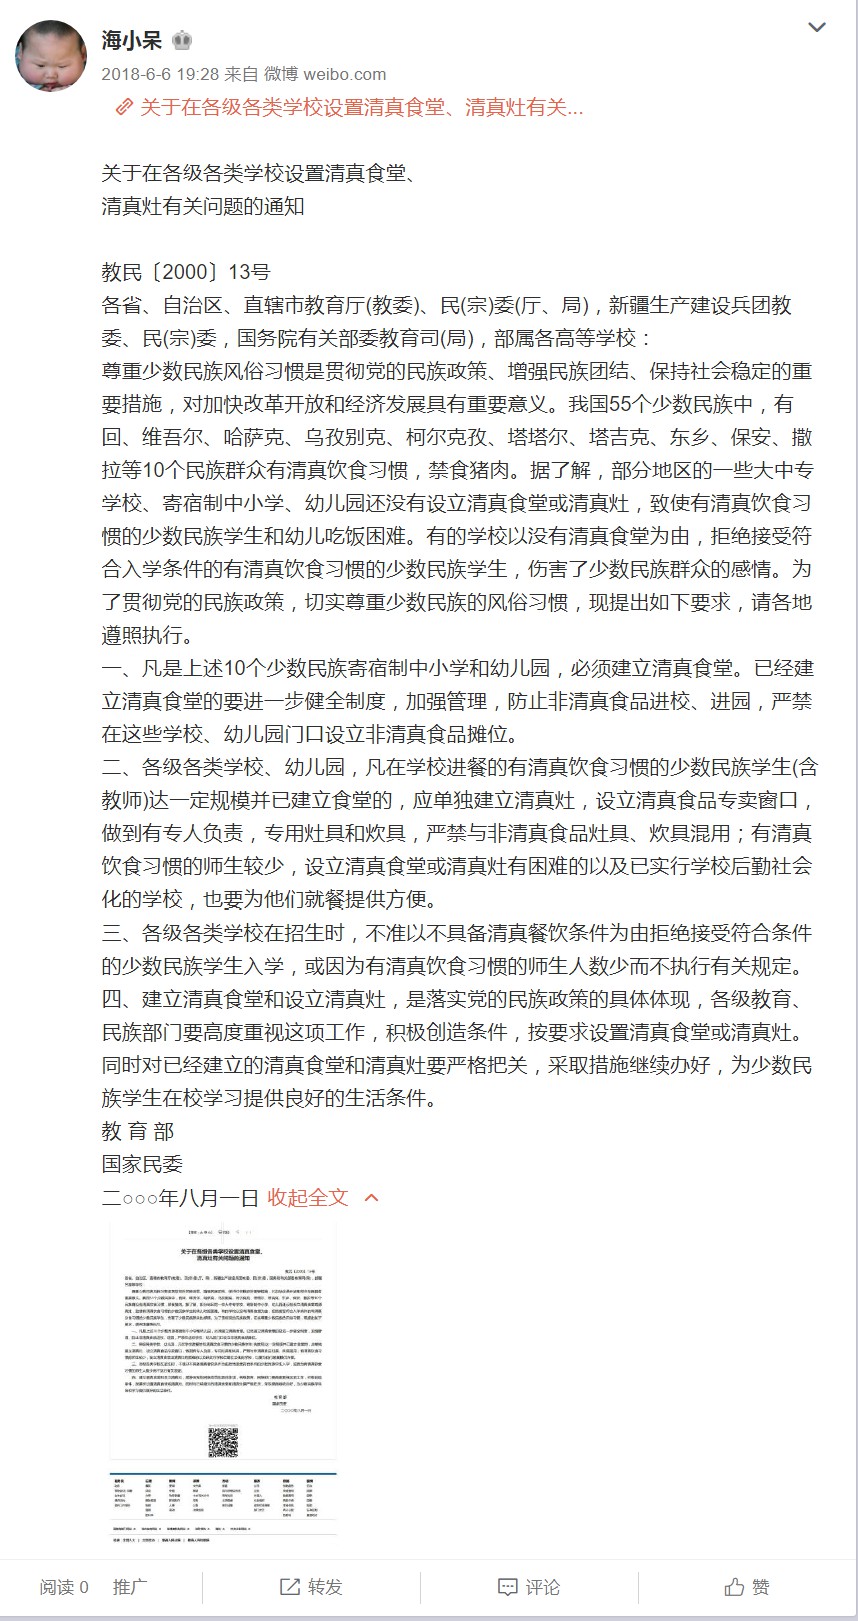 海小呆
2018-6-6 19:28 来自 微博 weibo.com
关于在各级各类学校设置清真食堂、清真灶有关...
关于在各级各类学校设置清真食堂、
清真灶有关问题的通知
教民〔2000〕13号
各省、自治区、直辖市教育厅(教委)、民(宗)委(厅、局)，新疆生产建设兵团教
委、民(宗)委，国务院有关部委教育司(局)，部属各高等学校：
尊重少数民族风俗习惯是贯彻党的民族政策、增强民族团结、保持社会稳定的重
要措施，对加快改革开放和经济发展具有重要意义。我国55个少数民族中，有
回、维吾尔、哈萨克、乌孜别克、柯尔克孜、塔塔尔、塔吉克、东乡、保安、撒
拉等10个民族群众有清真饮食习惯，禁食猪肉。据了解，部分地区的一些大中专
学校、寄宿制中小学、幼儿园还没有设立清真食堂或清真灶，致使有清真饮食习
惯的少数民族学生和幼儿吃饭困难。有的学校以没有清真食堂为由，拒绝接受符
合入学条件的有清真饮食习惯的少数民族学生，伤害了少数民族群众的感情。为
了贯彻党的民族政策，切实尊重少数民族的风俗习惯，现提出如下要求，请各地
遵照执行。
一、凡是上述10个少数民族寄宿制中小学和幼儿园，必须建立清真食堂。已经建
立清真食堂的要进一步健全制度，加强管理，防止非清真食品进校、进园，严禁
在这些学校、幼儿园门口设立非清真食品摊位。
二、各级各类学校、幼儿园，凡在学校进餐的有清真饮食习惯的少数民族学生(含
教师)达一定规模并已建立食堂的，应单独建立清真灶，设立清真食品专卖窗口，
做到有专人负责，专用灶具和炊具，严禁与非清真食品灶具、炊具混用；有清真
饮食习惯的师生较少，设立清真食堂或清真灶有困难的以及已实行学校后勤社会
化的学校，也要为他们就餐提供方便。
三、各级各类学校在招生时，不准以不具备清真餐饮条件为由拒绝接受符合条件
的少数民族学生入学，或因为有清真饮食习惯的师生人数少而不执行有关规定。
四、建立清真食堂和设立清真灶，是落实党的民族政策的具体体现，各级教育、
民族部门要高度重视这项工作，积极创造条件，按要求设置清真食堂或清真灶。
同时对已经建立的清真食堂和清真灶要严格把关，采取措施继续办好，为少数民
族学生在校学习提供良好的生活条件。
教 育 部
国家民委
二○○○年八月一日 收起全文
关于在各级各类学校设置清真食堂、
清真灶有关问题的通知
阅读 0 推广 转发 评论 赞